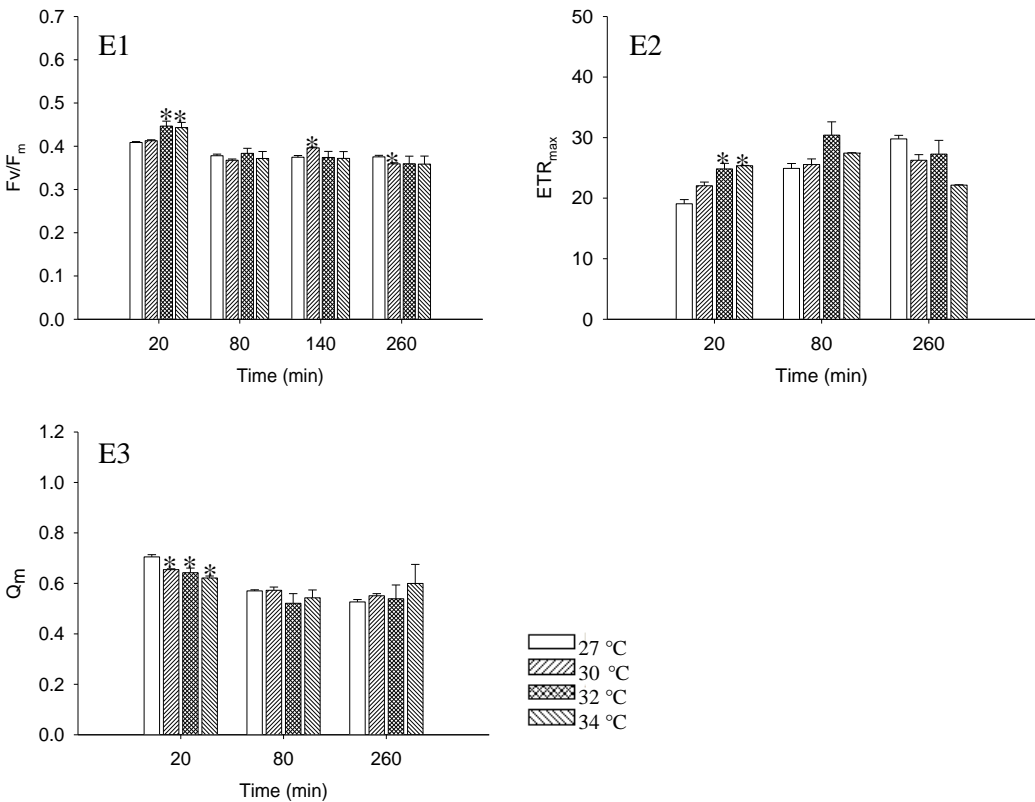 E1
Fv/Fm
0.7
0.6
0.5
0.4
0.3
0.2
0.1
0.0
* *
*
*
20 80 140 260
Time (min)
E2
ETRmax
50
40
30
20
10
0
* *
20 80 260
Time (min)
E3
Qm
1.2
1.0
0.8
0.6
0.4
0.2
0.0
* * *
20 80 260
Time (min)
27 °C
30 °C
32 °C
34 °C